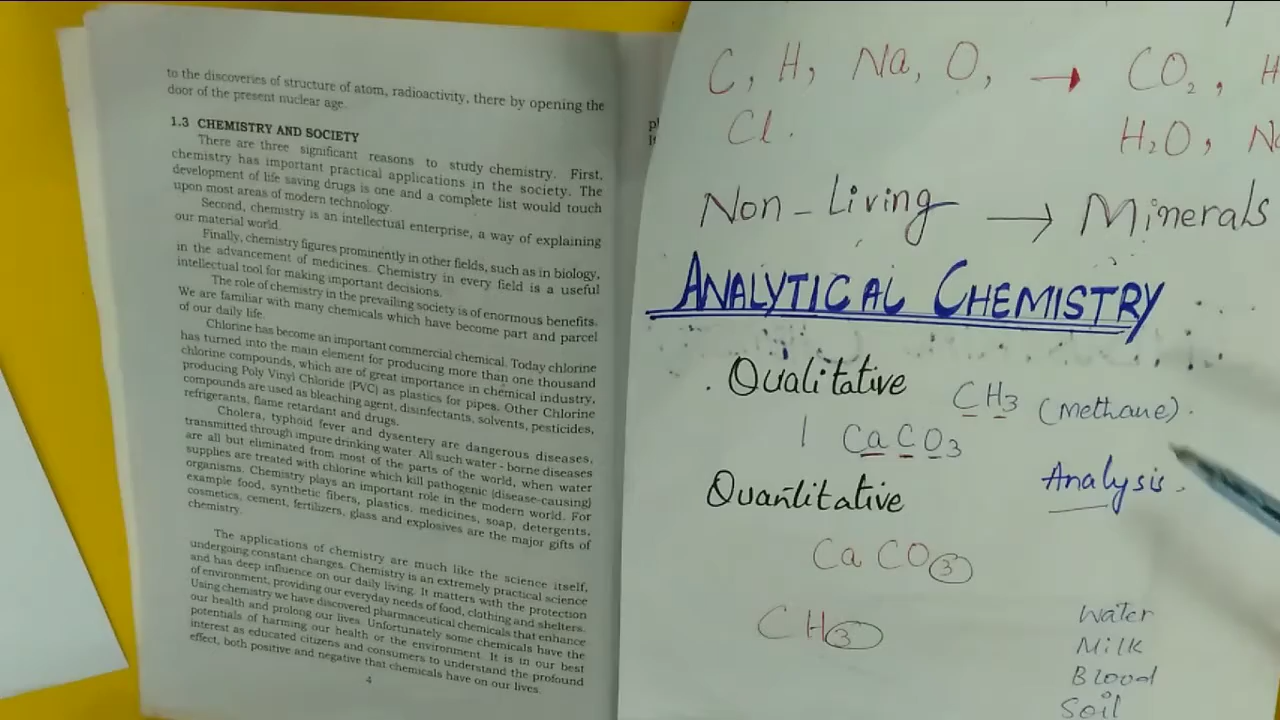 to the discoveries of structure of atom, radioactivity, there by opening the
door of the present nuclear age.
1.3 CHEMISTRY AND SOCIETY
There are three significant reasons to study chemistry. First,
chemistry has important practical applications in the society. The
development of life saving drugs is one and a complete list would touch
upon most areas of modern technology.
Second, chemistry is an intellectual enterprise, a way of explaining
our material world.
Finally, chemistry figures prominently in other fields, such as in biology,
in the advancement of medicines. Chemistry in every field is a useful
intellectual tool for making important decisions.
The role of chemistry in the prevailing society is of enormous benefits.
We are familiar with many chemicals which have become part and parcel
of our daily life.
Chlorine has become an important commercial chemical. Today chlorine
has turned into the main element for producing more than one thousand
chlorine compounds, which are of great importance in chemical industry,
producing Poly Vinyl Chloride (PVC) as plastics for pipes. Other Chlorine
compounds are used as bleaching agent, disinfectants, solvents, pesticides,
refrigerants, flame retardant and drugs.
Cholera, typhoid fever and dysentery are dangerous diseases,
transmitted through impure drinking water. All such water - borne diseases
are all but eliminated from most of the parts of the world, when water
supplies are treated with chlorine which kill pathogenic (disease-causing)
organisms. Chemistry plays an important role in the modern world. For
example food, synthetic fibers, plastics, medicines, soap, detergents,
cosmetics, cement, fertilizers, glass and explosives are the major gifts of
chemistry.
The applications of chemistry are much like the science itself,
undergoing constant changes. Chemistry is an extremely practical science
and has deep influence on our daily living. It matters with the protection
of environment, providing our everyday needs of food, clothing and shelters.
Using chemistry we have discovered pharmaceutical chemicals that enhance
our health and prolong our lives. Unfortunately some chemicals have the
potentials of harming our health or the environment. It is in our best
interest as educated citizens and consumers to understand the profound
effect, both positive and negative that chemicals have on our lives.
4
C, H, Na, O, → CO₂, H
Cl. H₂O, Na
Non-Living → Minerals
ANALYTICAL CHEMISTRY
Qualitative CH3 (Methane).
CaCO3
Analysis.
Quantitative
CaCO3
CH3
Water
Milk
Blood
Soil